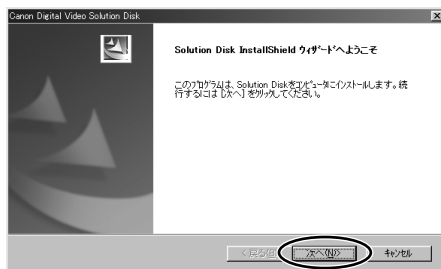 Canon Digital Video Solution Disk
Solution Disk InstallShield ウィザードへようこそ
このプログラムは、Solution Diskをコンピュータにインストールします。続
行するには [次へ] をクリックしてください。
< 戻る(B) 次へ(N)> キャンセル